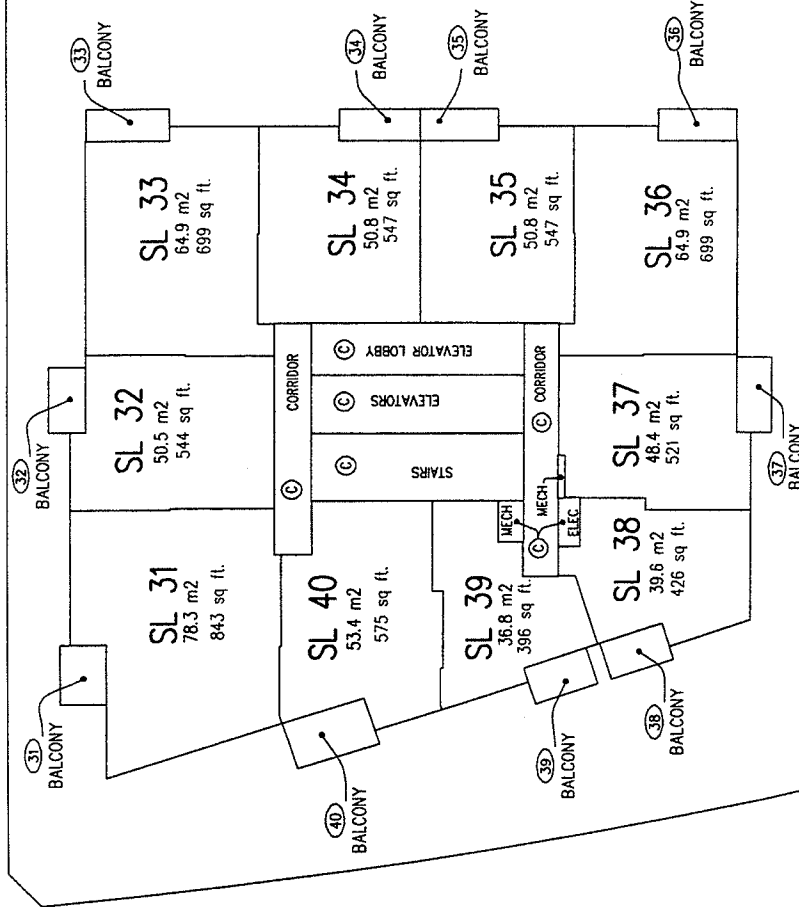 38
BALCONY
39
BALCONY
40
BALCONY
31
BALCONY
SL 38
39.6 m2
426 sq ft.
SL 39
36.8 m2
396 sq ft.
SL 40
53.4 m2
575 sq ft.
SL 31
78.3 m2
843 sq ft.
ELEC
C
MECH
MECH
37
BALCONY
SL 37
48.4 m2
521 sq ft.
C CORRIDOR
STAIRS C
ELEVATORS C
ELEVATOR LOBBY C
C CORRIDOR
SL 32
50.5 m2
544 sq ft.
32
BALCONY
SL 36
64.9 m2
699 sq ft.
SL 35
50.8 m2
547 sq ft.
SL 34
50.8 m2
547 sq ft.
SL 33
64.9 m2
699 sq ft.
36
BALCONY
35
BALCONY
34
BALCONY
33
BALCONY